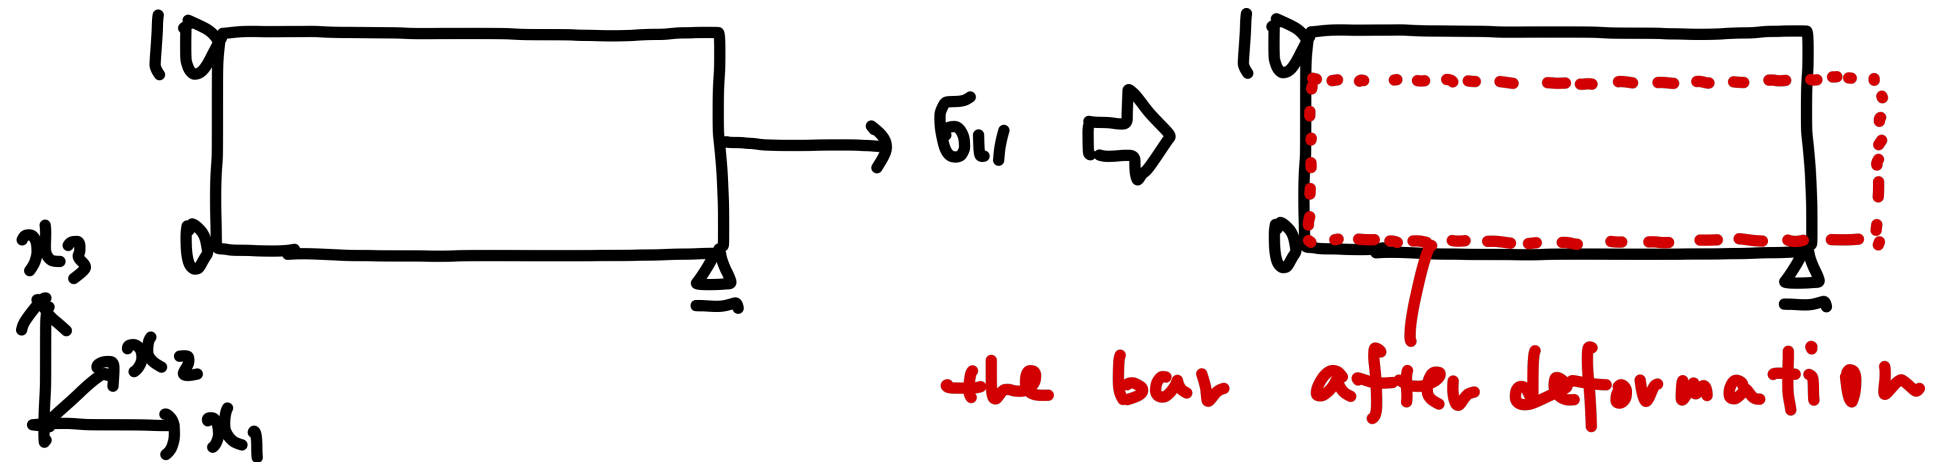 σ₁₁
x₃
x₂
x₁
the bar after deformation